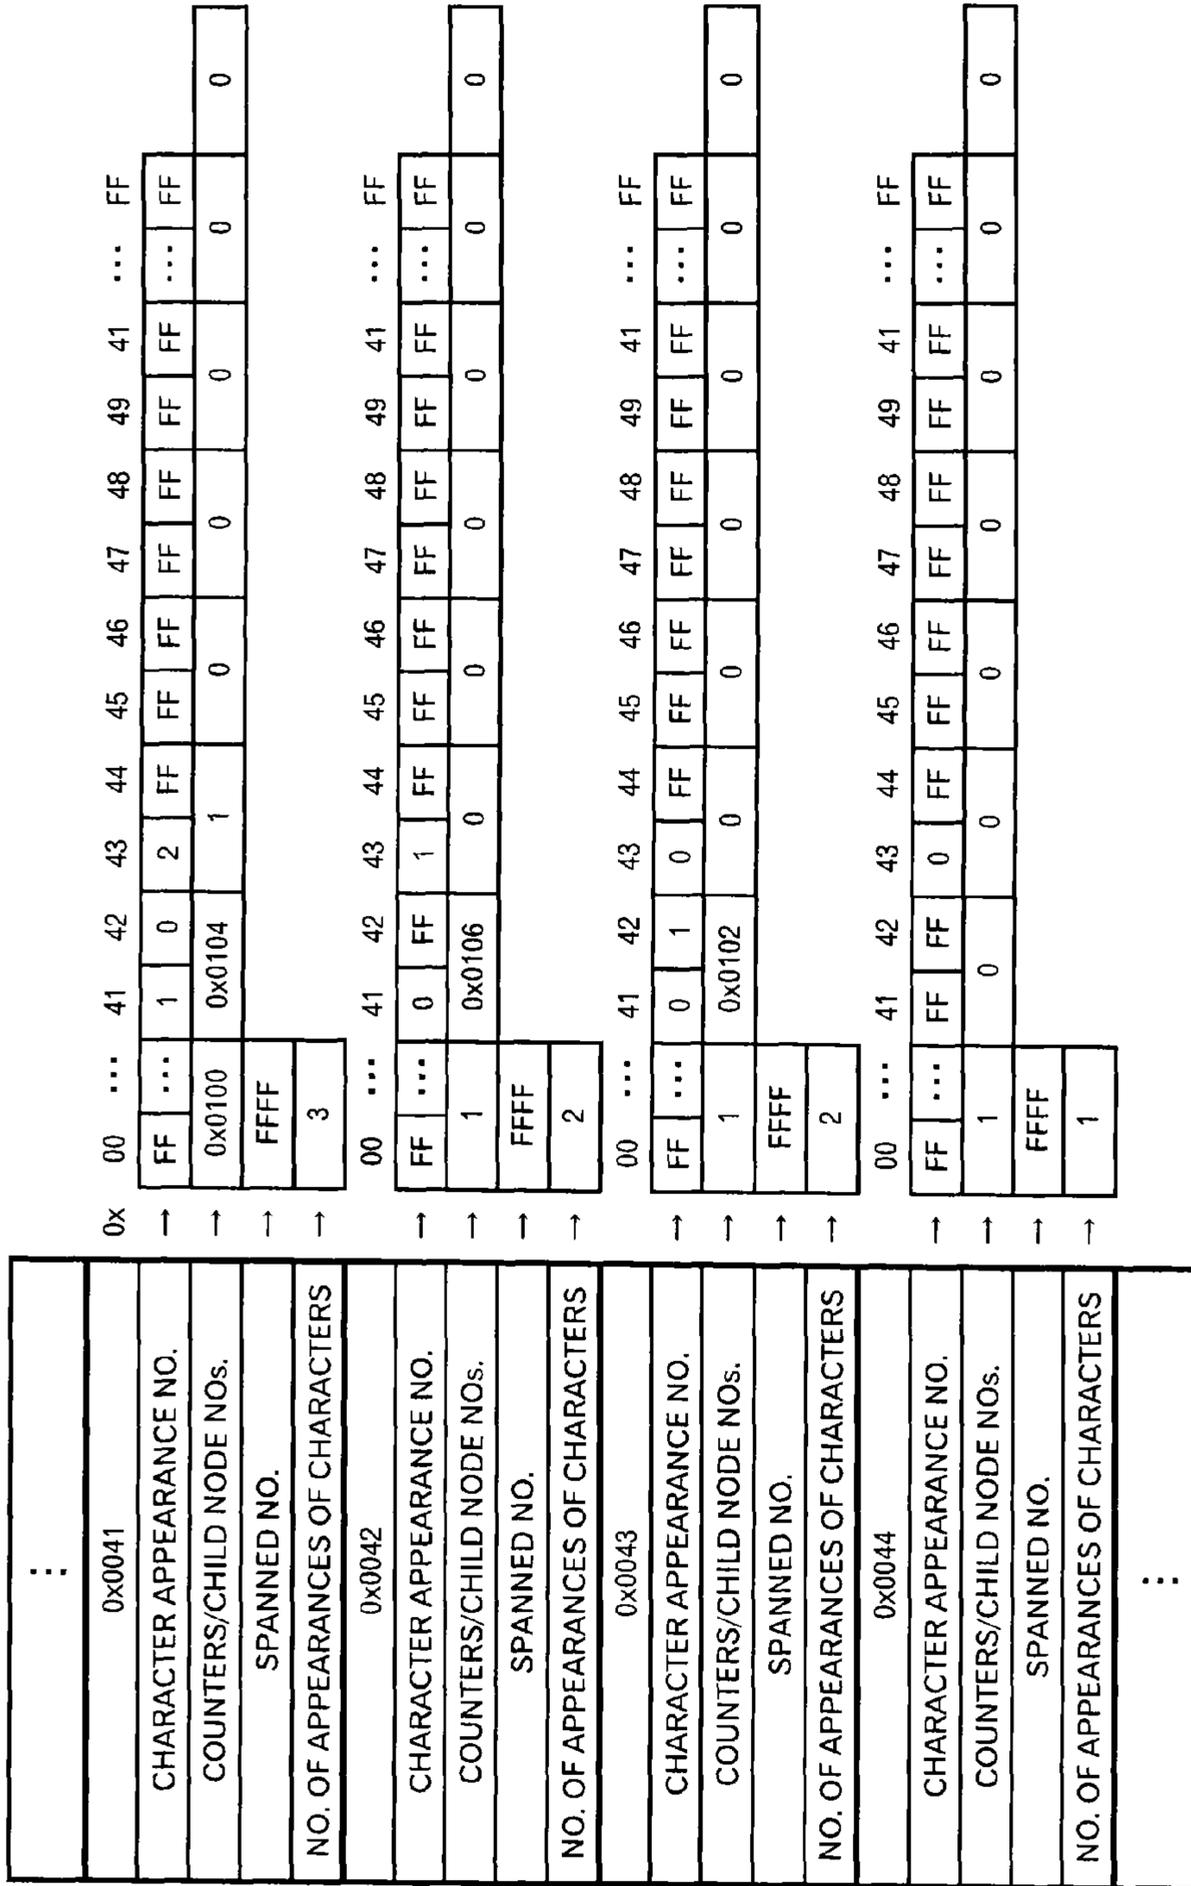 ⋮
0x0041
0x 00 ... 41 42 43 44 45 46 47 48 49 41 ... FF
CHARACTER APPEARANCE NO. → FF ... 1 0 2 FF FF FF FF FF FF FF ... FF
COUNTERS/CHILD NODE NOs. → 0x0100 0x0104 1 0 0 0 0 0
SPANNED NO. → FFFF
NO. OF APPEARANCES OF CHARACTERS → 3
0x0042
00 ... 41 42 43 44 45 46 47 48 49 41 ... FF
CHARACTER APPEARANCE NO. → FF ... 0 FF 1 FF FF FF FF FF FF FF ... FF
COUNTERS/CHILD NODE NOs. → 1 0x0106 0 0 0 0 0 0
SPANNED NO. → FFFF
NO. OF APPEARANCES OF CHARACTERS → 2
0x0043
00 ... 41 42 43 44 45 46 47 48 49 41 ... FF
CHARACTER APPEARANCE NO. → FF ... 0 1 0 FF FF FF FF FF FF FF ... FF
COUNTERS/CHILD NODE NOs. → 1 0x0102 0 0 0 0 0 0
SPANNED NO. → FFFF
NO. OF APPEARANCES OF CHARACTERS → 2
0x0044
00 ... 41 42 43 44 45 46 47 48 49 41 ... FF
CHARACTER APPEARANCE NO. → FF ... FF FF 0 FF FF FF FF FF FF FF ... FF
COUNTERS/CHILD NODE NOs. → 1 0 0 0 0 0 0 0
SPANNED NO. → FFFF
NO. OF APPEARANCES OF CHARACTERS → 1
⋮